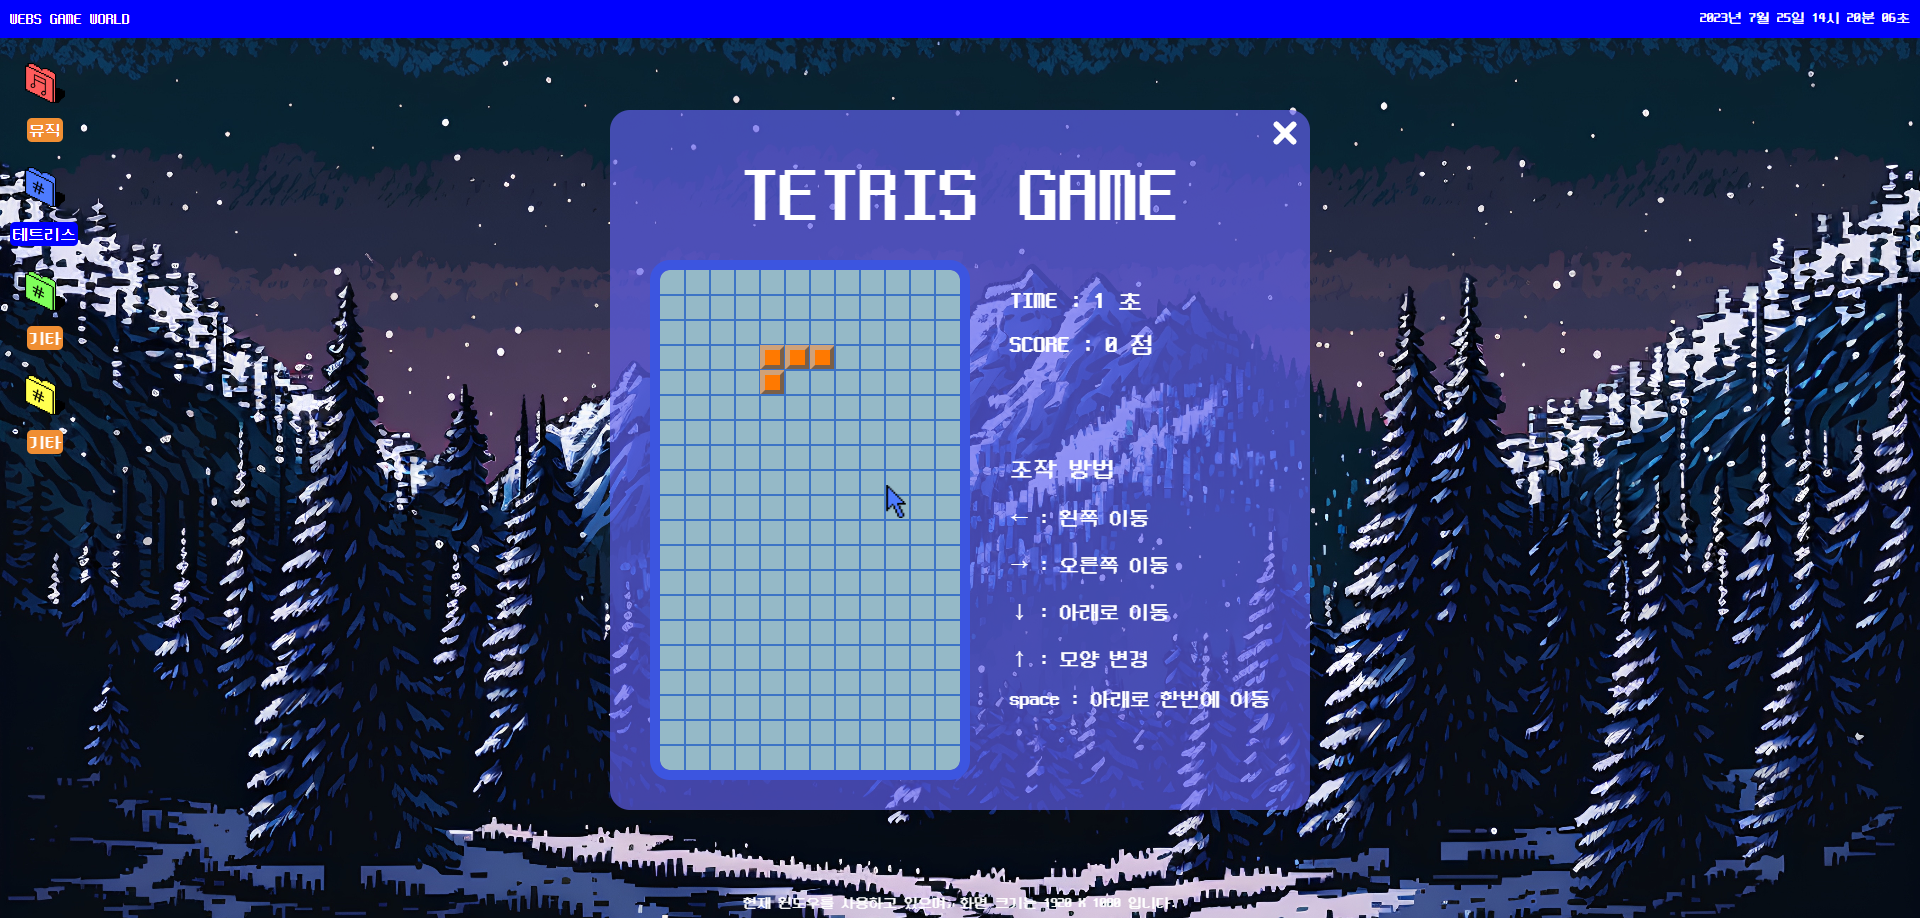 WEBS GAME WORLD
2023년 7월 25일 14시 20분 06초
뮤직
테트리스
기타
기타
TETRIS GAME
TIME : 1 초
SCORE : 0 점
조작 방법
← : 왼쪽 이동
→ : 오른쪽 이동
↓ : 아래로 이동
↑ : 모양 변경
space : 아래로 한번에 이동
현재 윈도우를 사용하고 있으며, 화면 크기는 1920 X 1080 입니다.